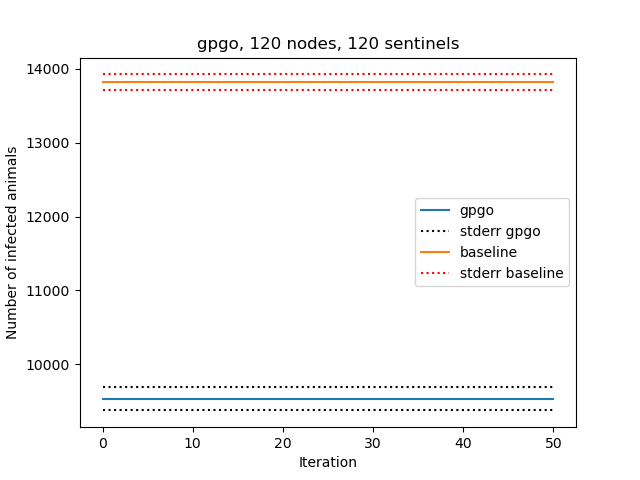 gpgo, 120 nodes, 120 sentinels
14000
13000
12000
11000
10000
Number of infected animals
gpgo
stderr gpgo
baseline
stderr baseline
0
10
20
30
40
50
Iteration